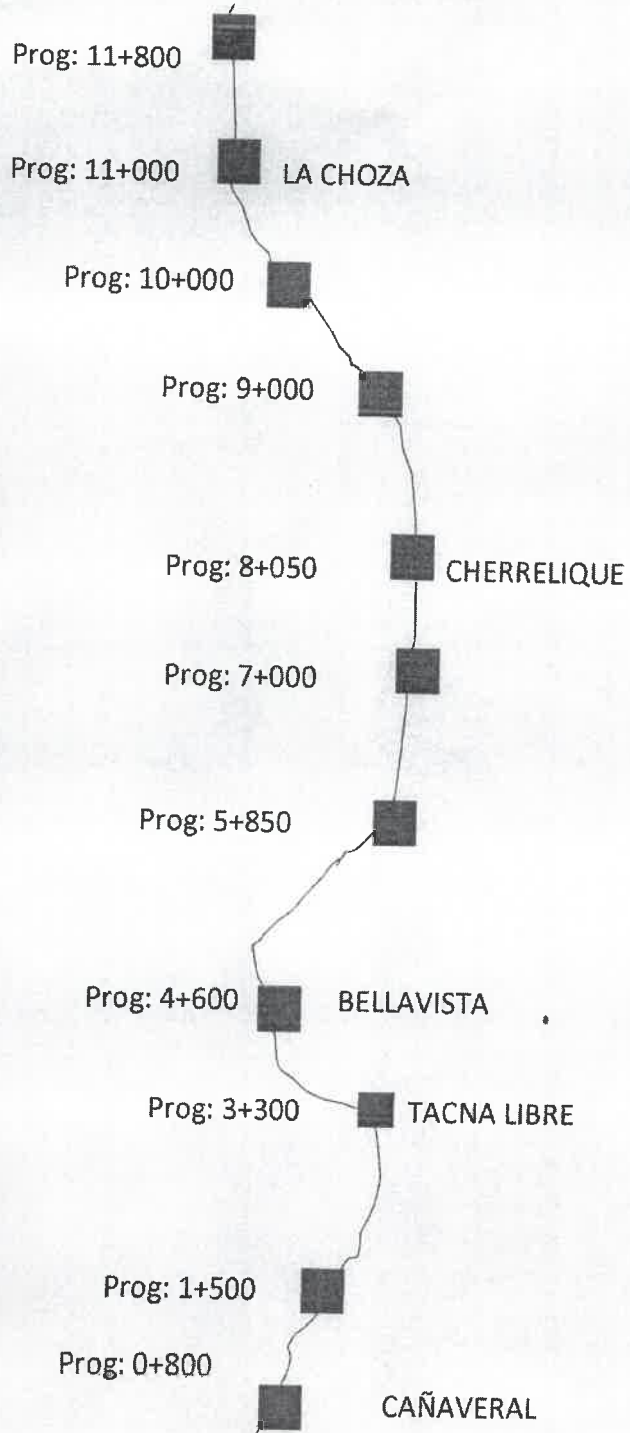 Prog: 11+800
Prog: 11+000 LA CHOZA
Prog: 10+000
Prog: 9+000
Prog: 8+050 CHERRELIQUE
Prog: 7+000
Prog: 5+850
Prog: 4+600 BELLAVISTA
Prog: 3+300 TACNA LIBRE
Prog: 1+500
Prog: 0+800
CAÑAVERAL